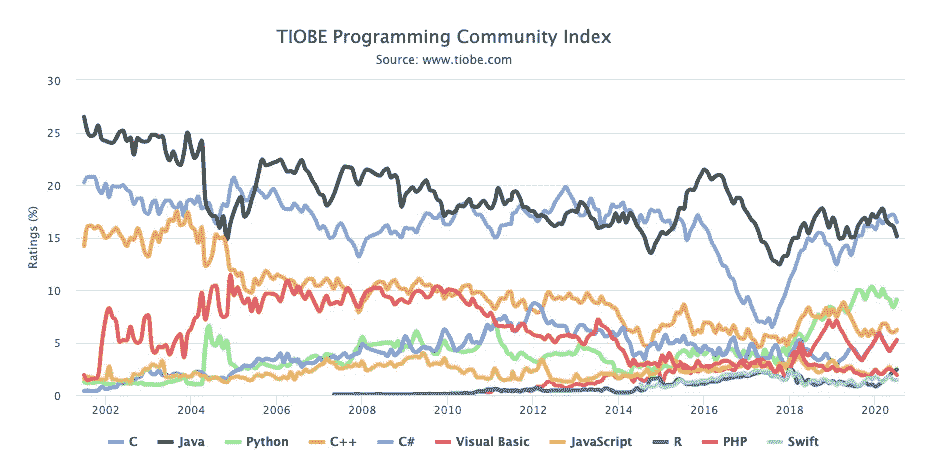 TIOBE Programming Community Index
Source: www.tiobe.com
Ratings (%)
30
25
20
15
10
5
0
2002 2004 2006 2008 2010 2012 2014 2016 2018 2020
C Java Python C++ C# Visual Basic JavaScript R PHP Swift